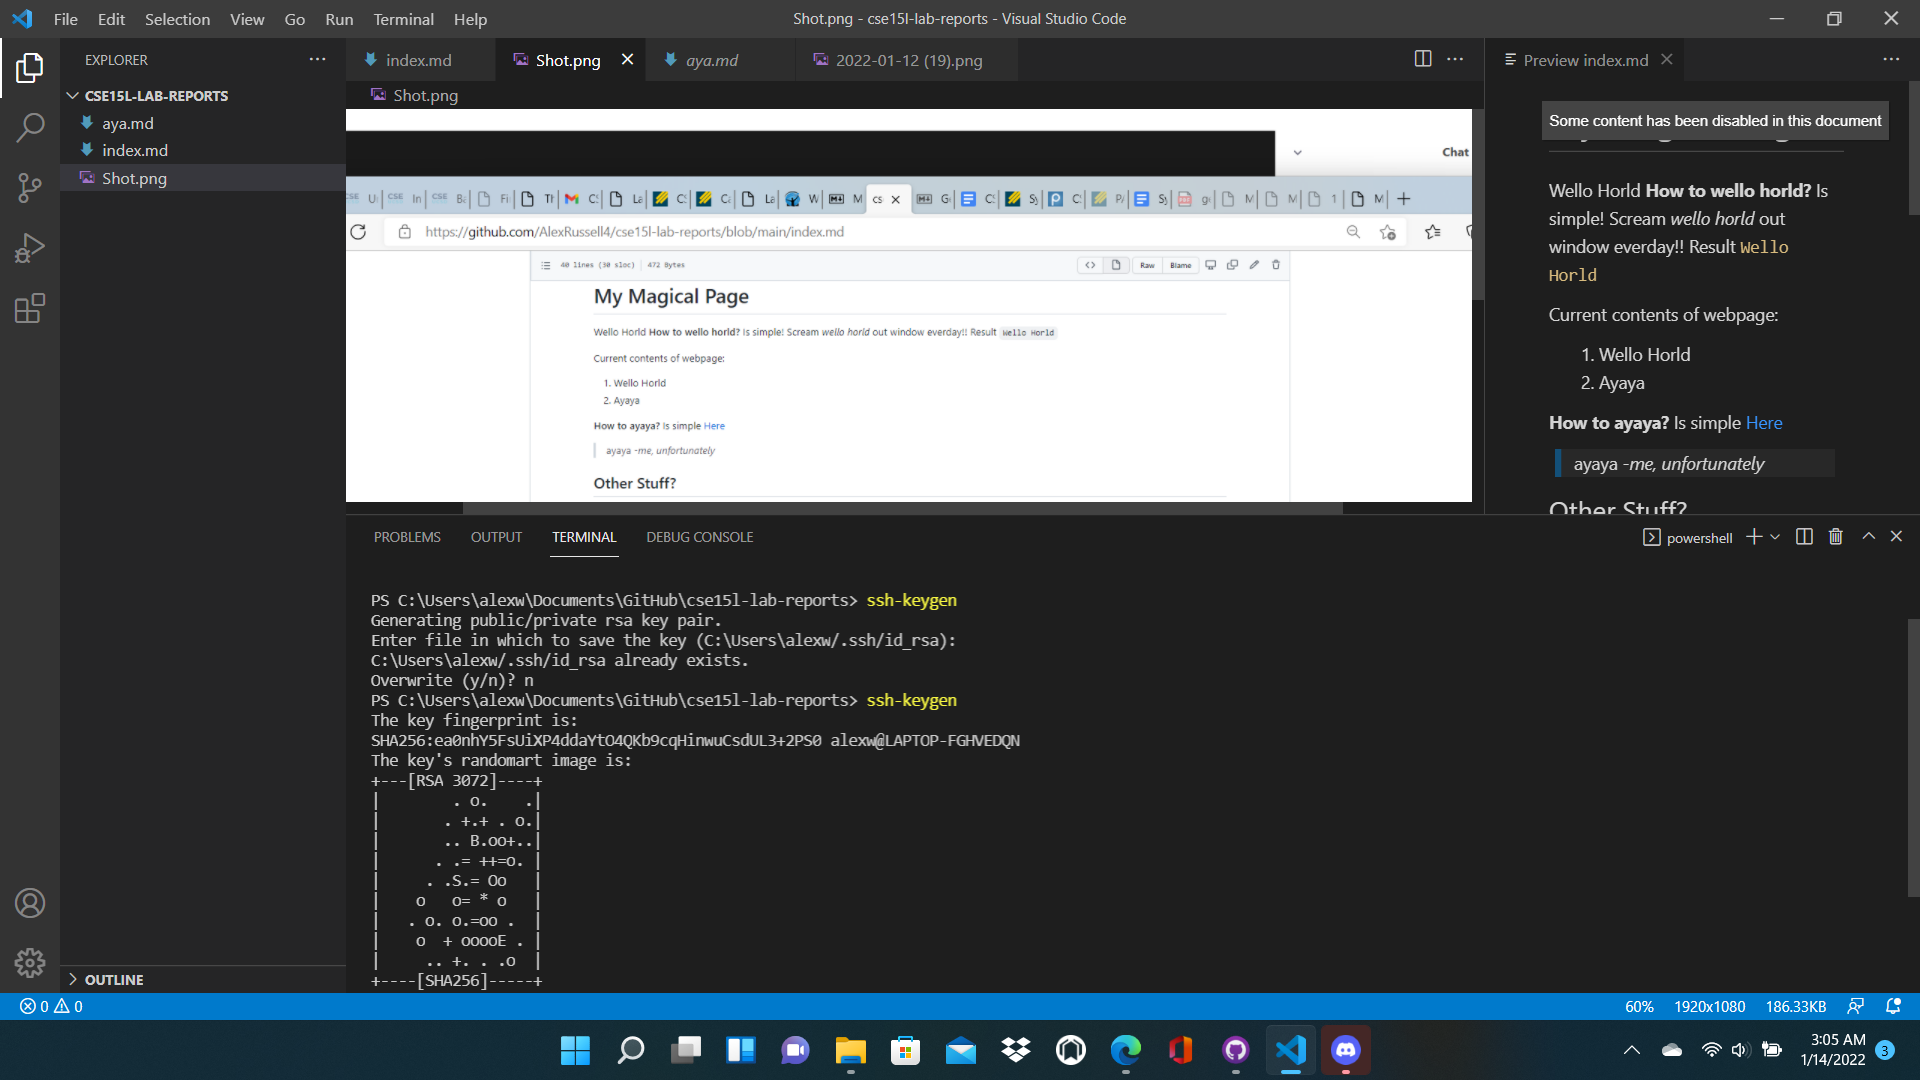 File Edit Selection View Go Run Terminal Help
Shot.png - cse15l-lab-reports - Visual Studio Code
EXPLORER
CSE15L-LAB-REPORTS
aya.md
index.md
Shot.png
OUTLINE
index.md
Shot.png
aya.md
2022-01-12 (19).png
Shot.png
Chat
https://github.com/AlexRussell4/cse15l-lab-reports/blob/main/index.md
40 lines (30 sloc) 472 Bytes
Raw Blame
My Magical Page
Wello Horld How to wello horld? Is simple! Scream wello horld out window everday!! Result Wello Horld
Current contents of webpage:
1. Wello Horld
2. Ayaya
How to ayaya? Is simple Here
ayaya -me, unfortunately
Other Stuff?
Preview index.md
Some content has been disabled in this document
Wello Horld How to wello horld? Is
simple! Scream wello horld out
window everday!! Result Wello
Horld
Current contents of webpage:
1. Wello Horld
2. Ayaya
How to ayaya? Is simple Here
ayaya -me, unfortunately
Other Stuff?
PROBLEMS OUTPUT TERMINAL DEBUG CONSOLE
powershell
PS C:\Users\alexw\Documents\GitHub\cse15l-lab-reports> ssh-keygen
Generating public/private rsa key pair.
Enter file in which to save the key (C:\Users\alexw/.ssh/id_rsa):
C:\Users\alexw/.ssh/id_rsa already exists.
Overwrite (y/n)? n
PS C:\Users\alexw\Documents\GitHub\cse15l-lab-reports> ssh-keygen
The key fingerprint is:
SHA256:ea0nhY5FsUiXP4ddaYtO4QKb9cqHinwuCsdUL3+2PS0 alexw@LAPTOP-FGHVEDQN
The key's randomart image is:
+---[RSA 3072]----+
|        . o.    .|
|       . +.+ . o.|
|       .. B.oo+..|
|      . .= ++=o. |
|     . .S.= Oo   |
|    o   o= * o   |
|   . o. o.=oo .  |
|    o  + ooooE . |
|     .. +. . .o  |
+----[SHA256]-----+
0 0
60% 1920x1080 186.33KB
3:05 AM
1/14/2022
3